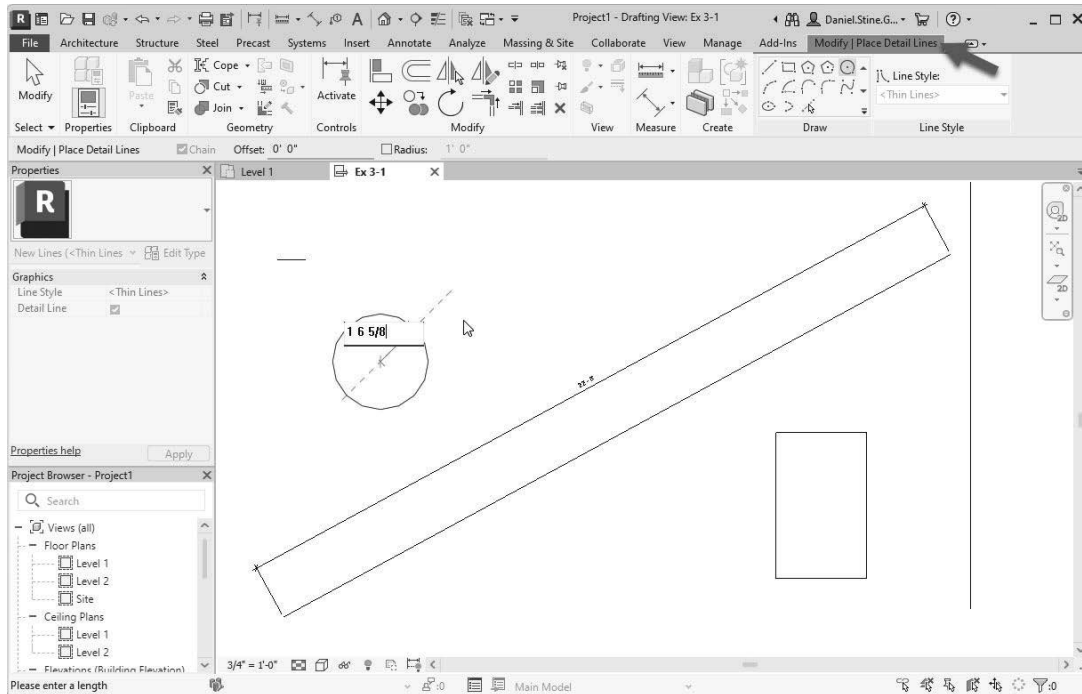 R Project1 - Drafting View: Ex 3-1 Daniel.Stine.G...
File Architecture Structure Steel Precast Systems Insert Annotate Analyze Massing & Site Collaborate View Manage Add-Ins Modify | Place Detail Lines
Modify Paste Cope Cut Join Activate Line Style:
<Thin Lines>
Select Properties Clipboard Geometry Controls Modify View Measure Create Draw Line Style
Modify | Place Detail Lines Chain Offset: 0' 0" Radius: 1' 0"
Properties X Level 1 Ex 3-1 X
R
New Lines (<Thin Lines Edit Type
Graphics
Line Style <Thin Lines>
Detail Line
1 6 5/8
Properties help Apply
Project Browser - Project1 X
Search
Views (all)
Floor Plans
Level 1
Level 2
Site
Ceiling Plans
Level 1
Level 2
Elevations (Building Elevation)
3/4" = 1'-0"
Please enter a length :0 Main Model :0
2D
2D